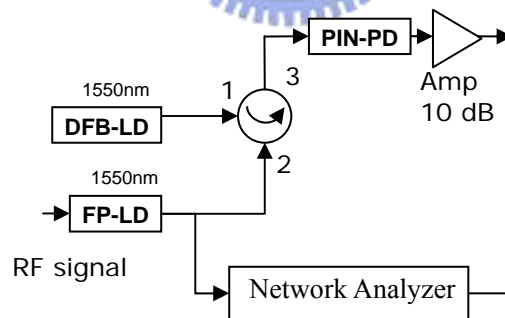 PIN-PD
Amp
10 dB
3
1550nm
1
DFB-LD
2
1550nm
FP-LD
RF signal
Network Analyzer